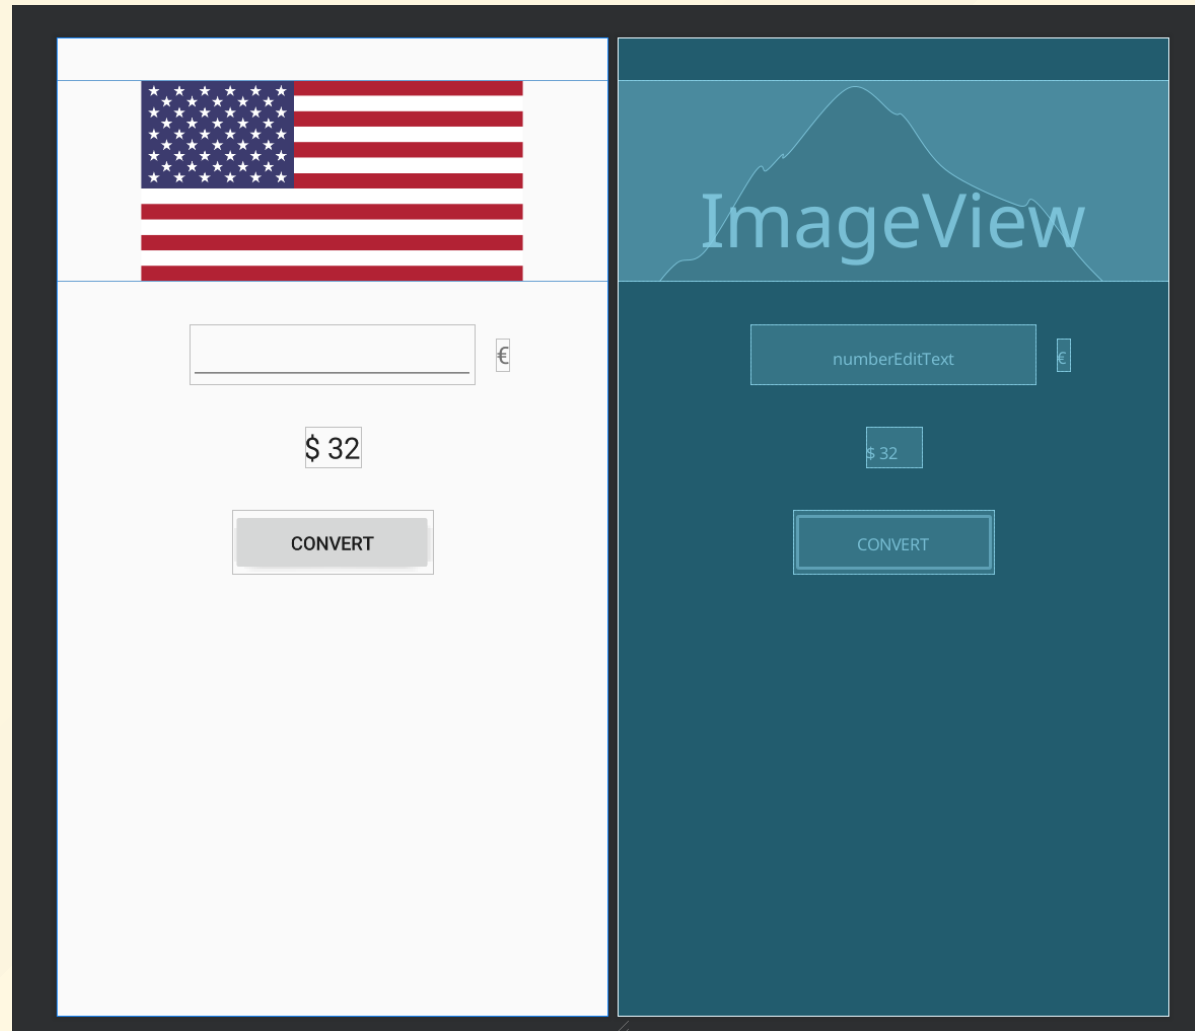 €
$ 32
CONVERT
ImageView
numberEditText
€
$ 32
CONVERT